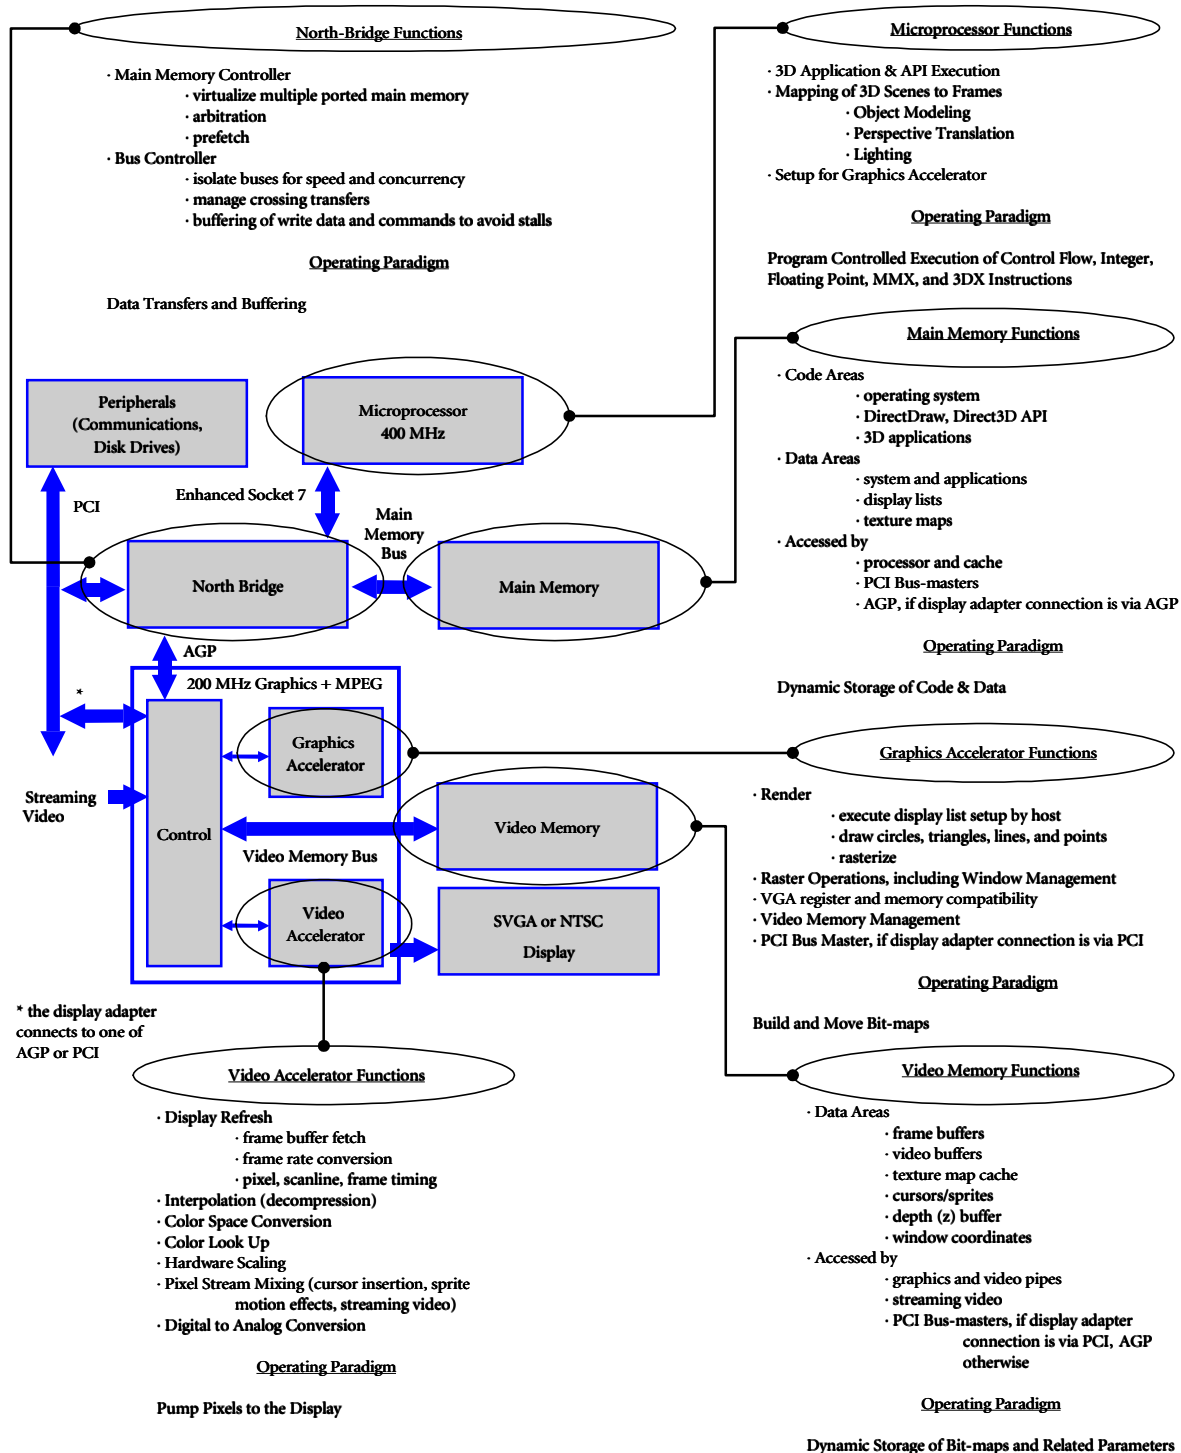 North-Bridge Functions
· Main Memory Controller
· virtualize multiple ported main memory
· arbitration
· prefetch
· Bus Controller
· isolate buses for speed and concurrency
· manage crossing transfers
· buffering of write data and commands to avoid stalls
Operating Paradigm
Data Transfers and Buffering
Microprocessor Functions
· 3D Application & API Execution
· Mapping of 3D Scenes to Frames
· Object Modeling
· Perspective Translation
· Lighting
· Setup for Graphics Accelerator
Operating Paradigm
Program Controlled Execution of Control Flow, Integer,
Floating Point, MMX, and 3DX Instructions
Main Memory Functions
· Code Areas
· operating system
· DirectDraw, Direct3D API
· 3D applications
· Data Areas
· system and applications
· display lists
· texture maps
· Accessed by
· processor and cache
· PCI Bus-masters
· AGP, if display adapter connection is via AGP
Operating Paradigm
Dynamic Storage of Code & Data
Peripherals
(Communications,
Disk Drives)
Microprocessor
400 MHz
PCI
Enhanced Socket 7
Main
Memory
Bus
North Bridge
Main Memory
AGP
*
200 MHz Graphics + MPEG
Graphics
Accelerator
Streaming
Video
Control
Video Memory
Video Memory Bus
Video
Accelerator
SVGA or NTSC
Display
* the display adapter
connects to one of
AGP or PCI
Graphics Accelerator Functions
· Render
· execute display list setup by host
· draw circles, triangles, lines, and points
· rasterize
· Raster Operations, including Window Management
· VGA register and memory compatibility
· Video Memory Management
· PCI Bus Master, if display adapter connection is via PCI
Operating Paradigm
Build and Move Bit-maps
Video Accelerator Functions
· Display Refresh
· frame buffer fetch
· frame rate conversion
· pixel, scanline, frame timing
· Interpolation (decompression)
· Color Space Conversion
· Color Look Up
· Hardware Scaling
· Pixel Stream Mixing (cursor insertion, sprite
motion effects, streaming video)
· Digital to Analog Conversion
Operating Paradigm
Pump Pixels to the Display
Video Memory Functions
· Data Areas
· frame buffers
· video buffers
· texture map cache
· cursors/sprites
· depth (z) buffer
· window coordinates
· Accessed by
· graphics and video pipes
· streaming video
· PCI Bus-masters, if display adapter
connection is via PCI, AGP
otherwise
Operating Paradigm
Dynamic Storage of Bit-maps and Related Parameters